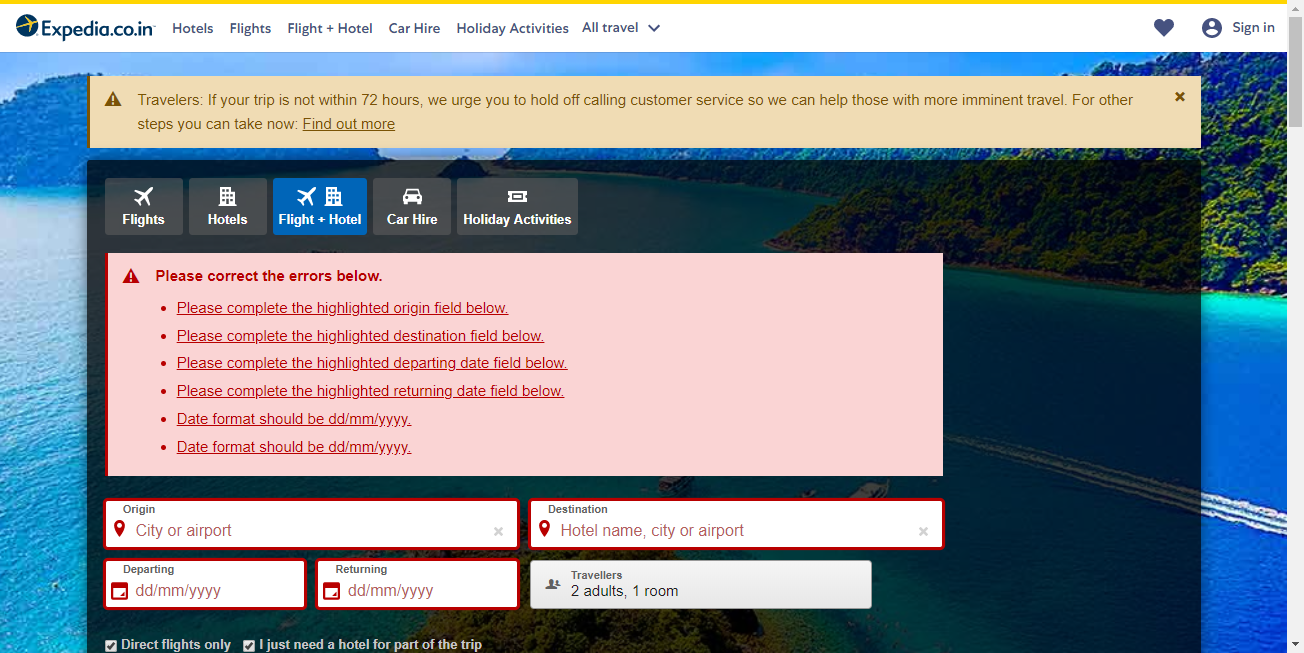 Expedia.co.in
Hotels
Flights
Flight + Hotel
Car Hire
Holiday Activities
All travel
Sign in
Travelers: If your trip is not within 72 hours, we urge you to hold off calling customer service so we can help those with more imminent travel. For other
steps you can take now: Find out more
Flights
Hotels
Flight + Hotel
Car Hire
Holiday Activities
Please correct the errors below.
Please complete the highlighted origin field below.
Please complete the highlighted destination field below.
Please complete the highlighted departing date field below.
Please complete the highlighted returning date field below.
Date format should be dd/mm/yyyy.
Date format should be dd/mm/yyyy.
Origin
City or airport
Destination
Hotel name, city or airport
Departing
dd/mm/yyyy
Returning
dd/mm/yyyy
Travellers
2 adults, 1 room
Direct flights only
I just need a hotel for part of the trip